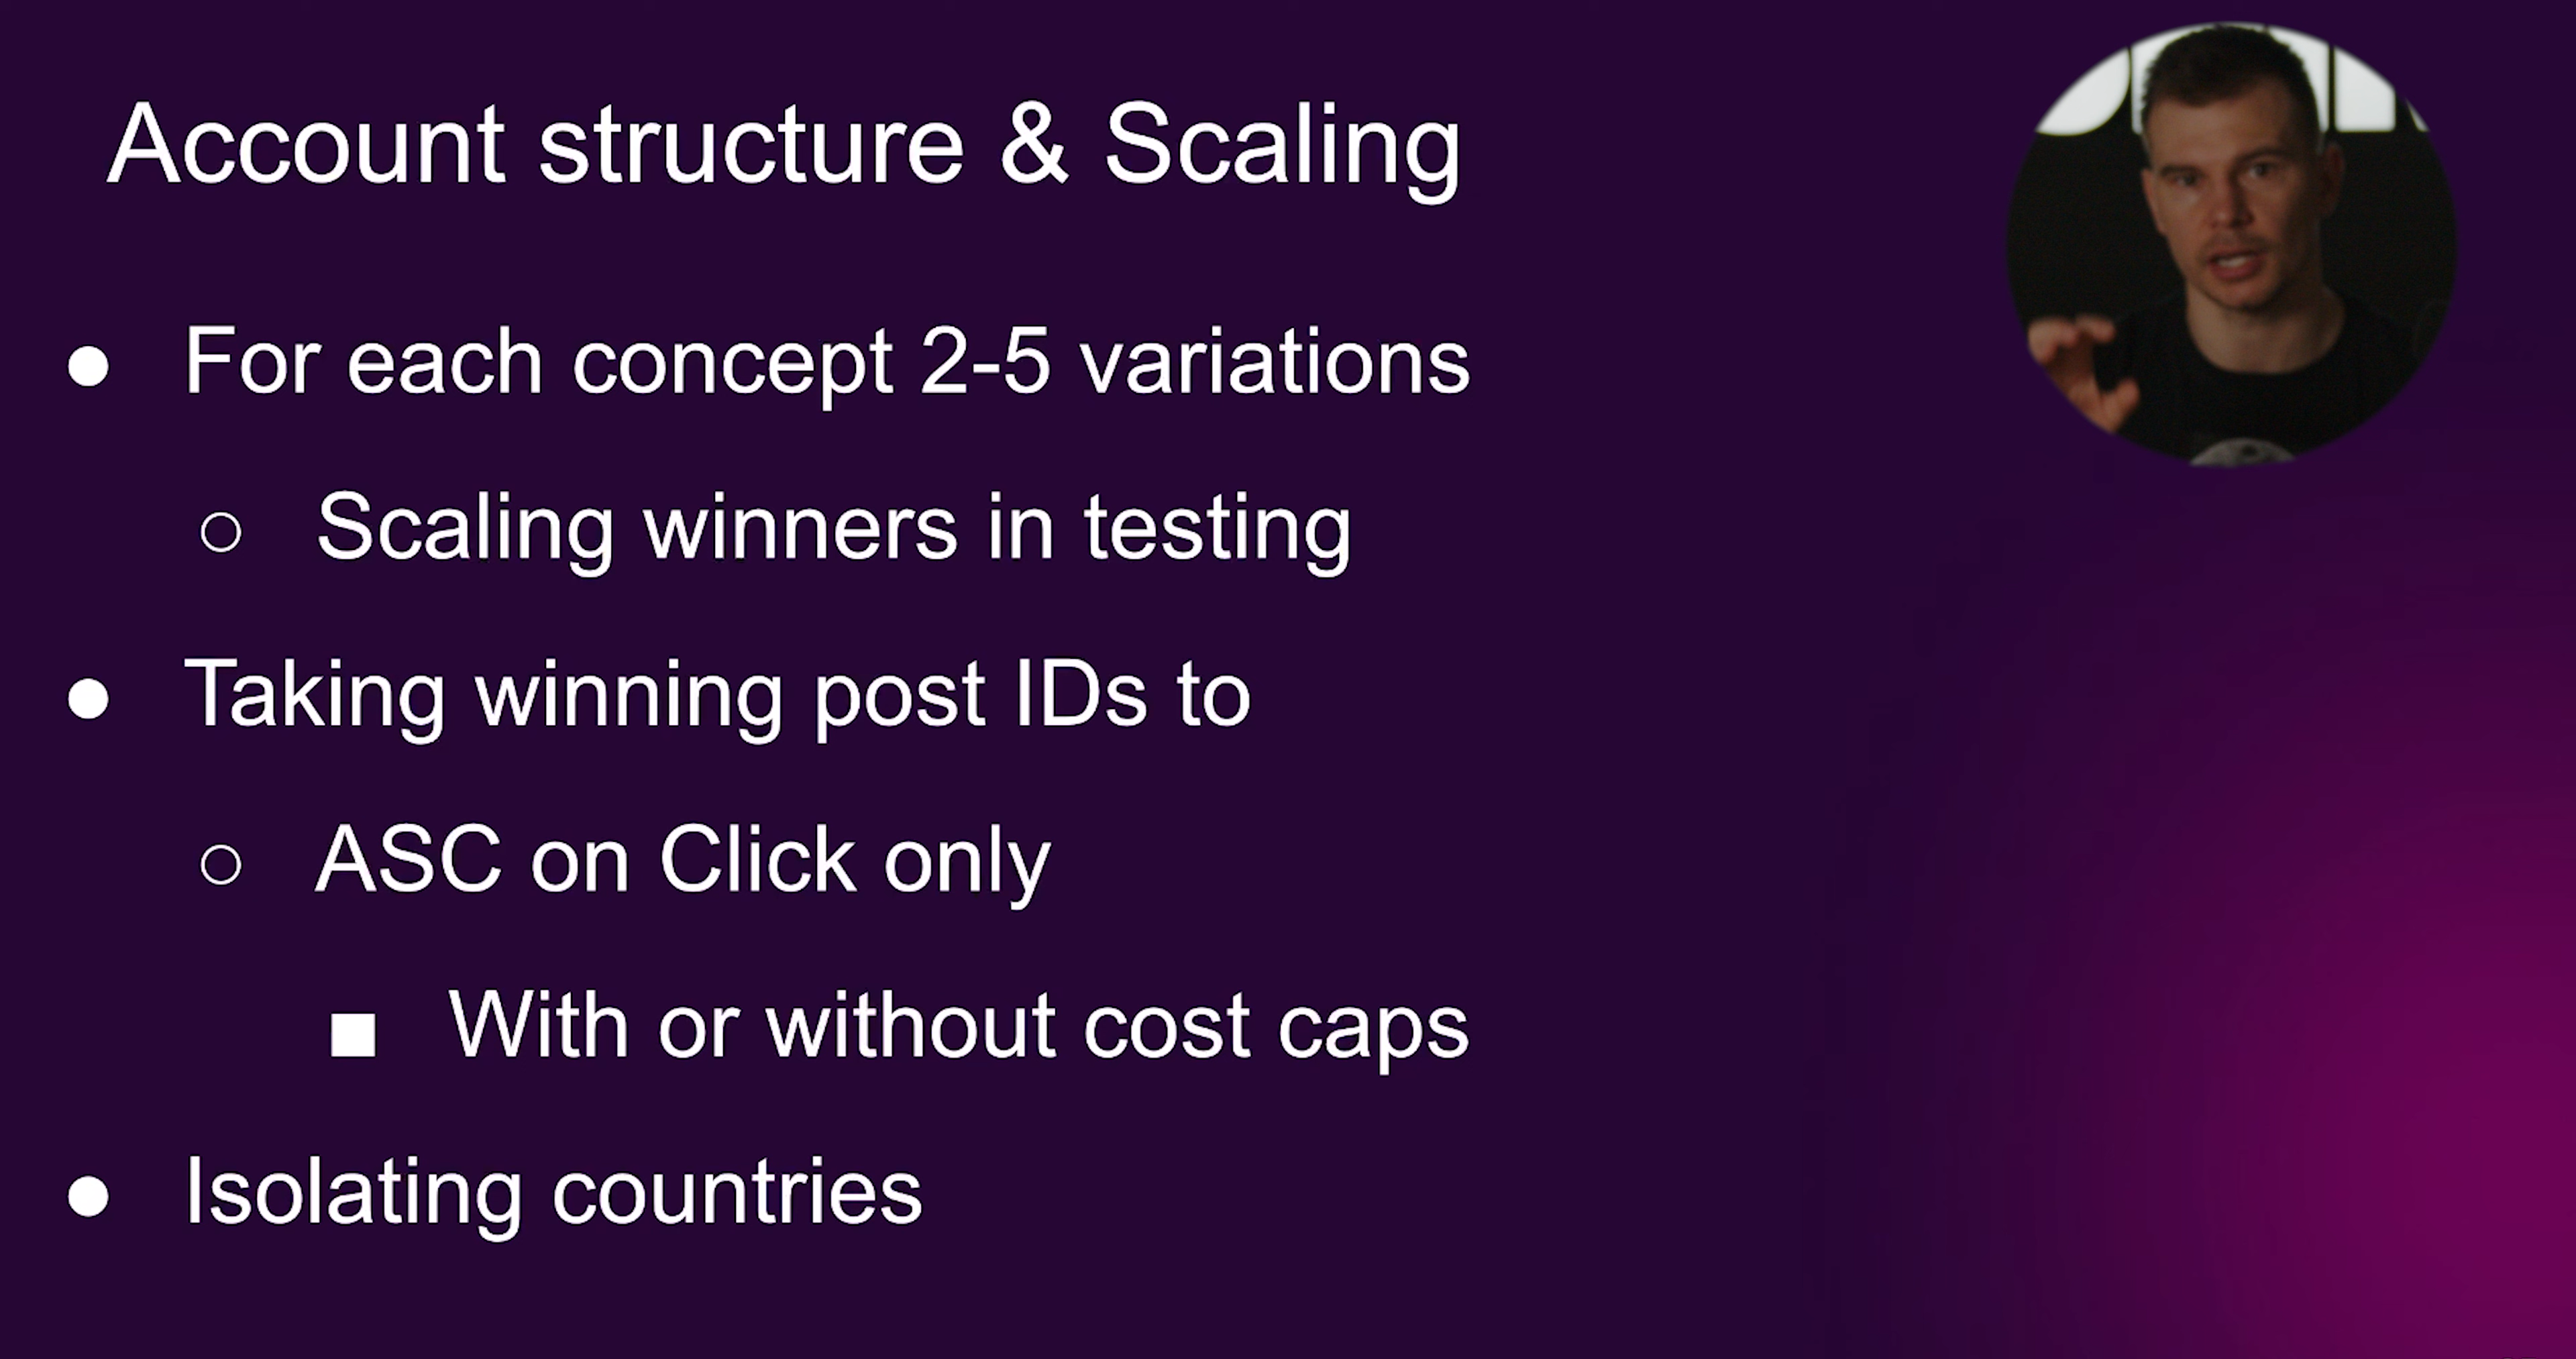 Account structure & Scaling
● For each concept 2-5 variations
○ Scaling winners in testing
● Taking winning post IDs to
○ ASC on Click only
■ With or without cost caps
● Isolating countries